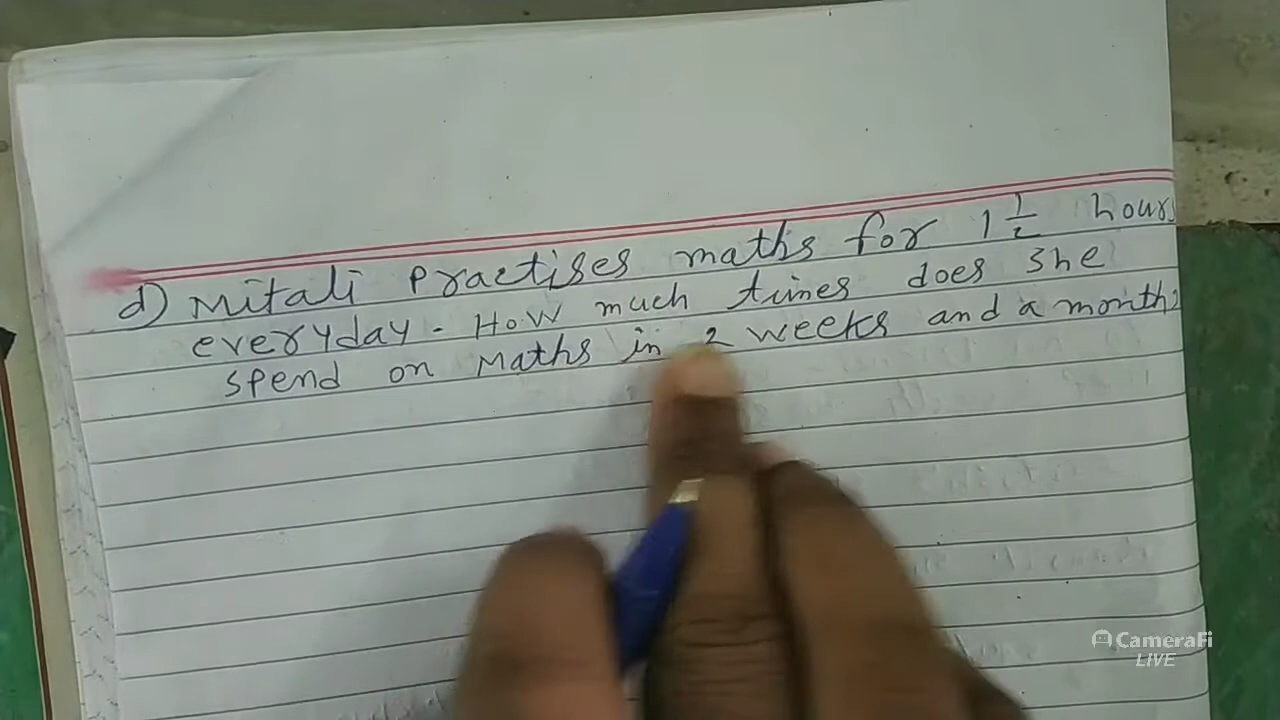 d) Mitali Practises maths for 1 1/2 hours
everyday. How much times does she
spend on Maths in 2 weeks and a month?
CameraFi
LIVE